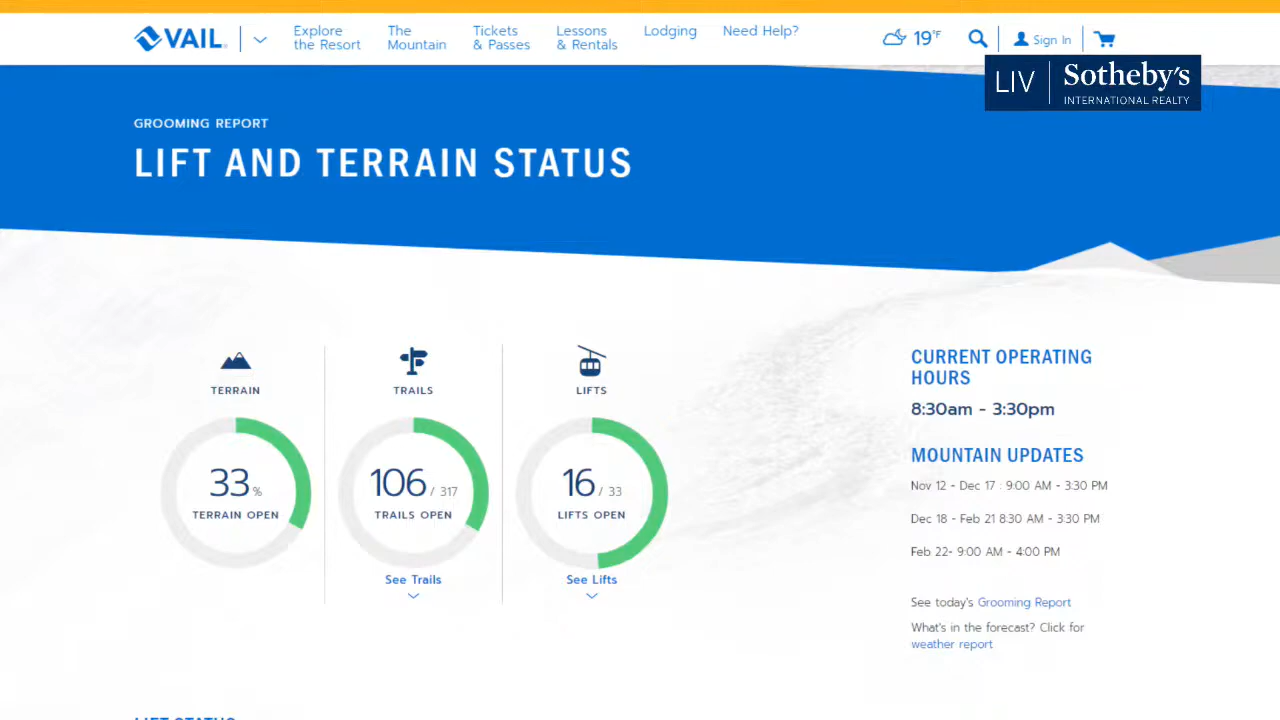 VAIL
Explore
the Resort
The
Mountain
Tickets
& Passes
Lessons
& Rentals
Lodging
Need Help?
19°F
Sign In
LIV
Sotheby's
INTERNATIONAL REALTY
GROOMING REPORT
LIFT AND TERRAIN STATUS
TERRAIN
33 %
TERRAIN OPEN
TRAILS
106 / 317
TRAILS OPEN
See Trails
LIFTS
16 / 33
LIFTS OPEN
See Lifts
CURRENT OPERATING
HOURS
8:30am - 3:30pm
MOUNTAIN UPDATES
Nov 12 - Dec 17 : 9:00 AM - 3:30 PM
Dec 18 - Feb 21 8:30 AM - 3:30 PM
Feb 22- 9:00 AM - 4:00 PM
See today's Grooming Report
What's in the forecast? Click for
weather report
LIFT STATUS